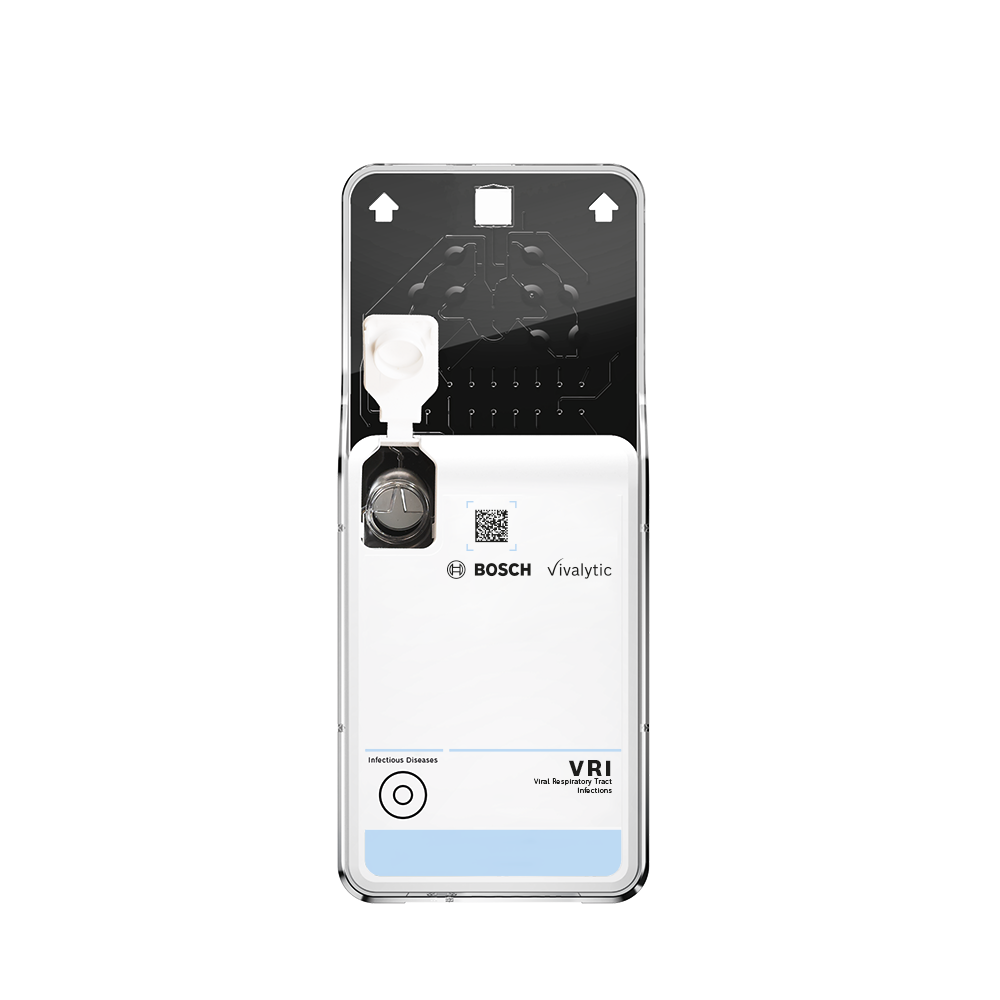 BOSCH Vivalytic
Infectious Diseases
VRI
Viral Respiratory Tract
Infections